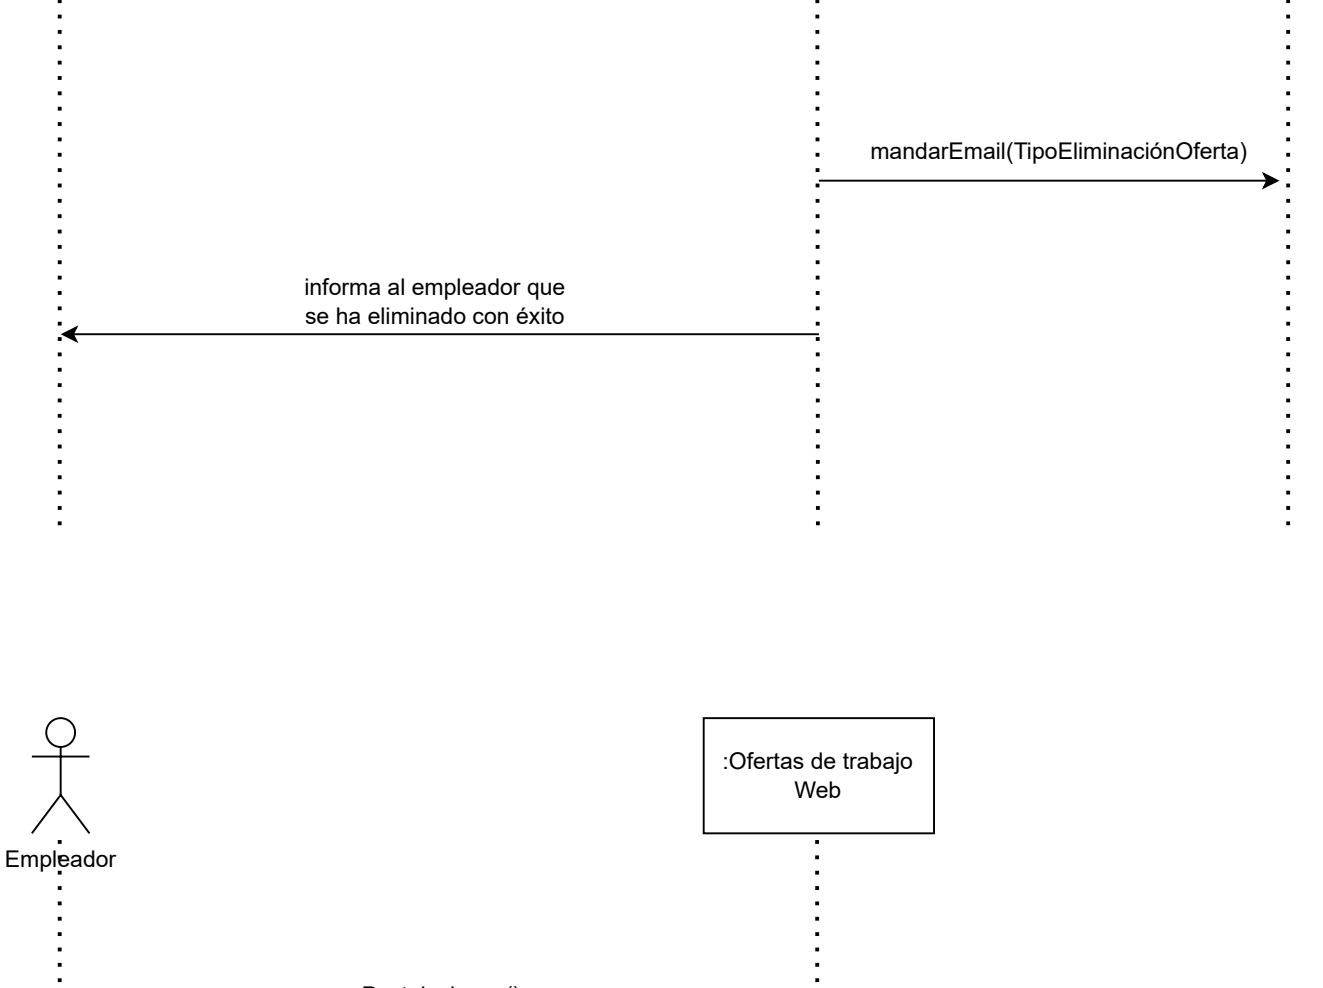 mandarEmail(TipoEliminaciónOferta)
informa al empleador que
se ha eliminado con éxito
:Ofertas de trabajo
Web
Empleador